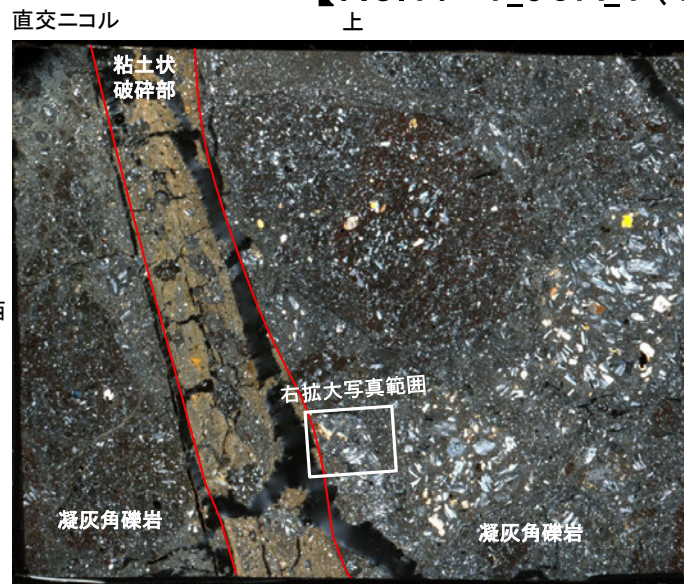 直交ニコル
上
粘土状
破砕部
右拡大写真範囲
凝灰角礫岩
凝灰角礫岩